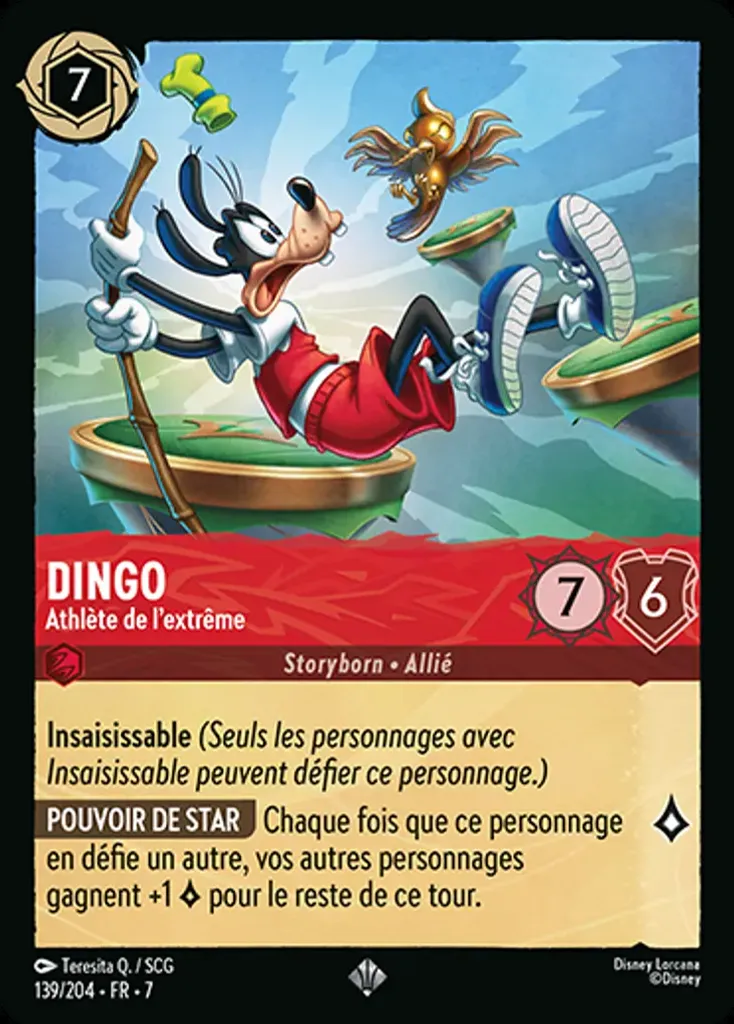 7
DINGO
Athlète de l'extrême
7
6
Storyborn • Allié
Insaisissable (Seuls les personnages avec
Insaisissable peuvent défier ce personnage.)
POUVOIR DE STAR Chaque fois que ce personnage
en défie un autre, vos autres personnages
gagnent +1 pour le reste de ce tour.
Teresita Q. / SCG
139/204 • FR • 7
Disney Lorcana
©Disney